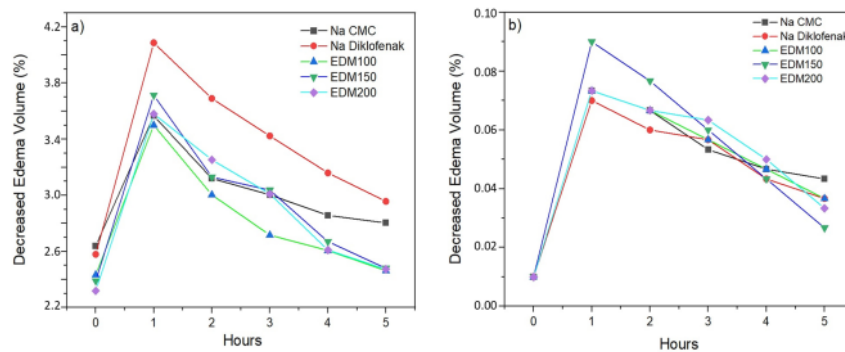 a)
Na CMC
Na Diklofenak
EDM100
EDM150
EDM200
Decreased Edema Volume (%)
4.2
3.8
3.4
3.0
2.6
2.2
0 1 2 3 4 5
Hours
b)
Na CMC
Na Diklofenak
EDM100
EDM150
EDM200
Decreased Edema Volume (%)
0.10
0.08
0.06
0.04
0.02
0.00
0 1 2 3 4 5
Hours